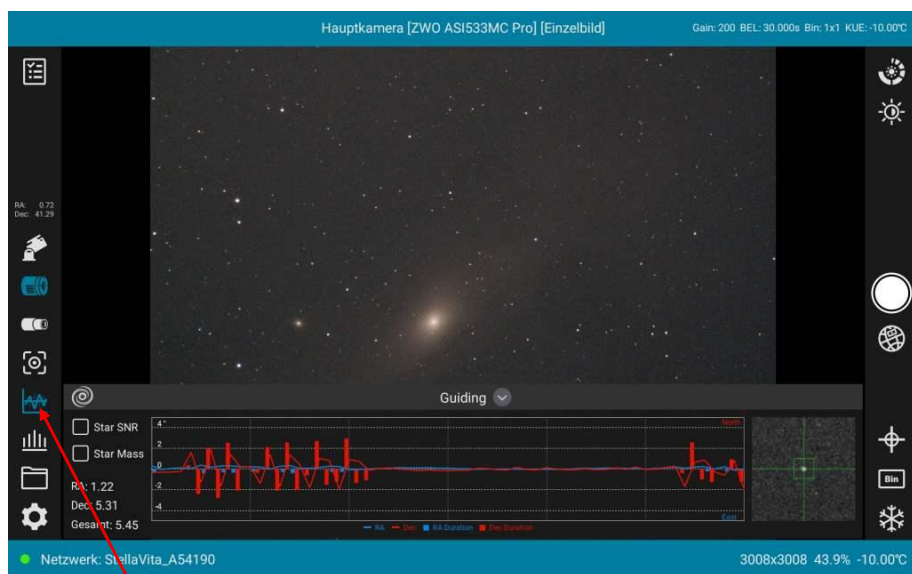 Hauptkamera [ZWO ASI533MC Pro] [Einzelbild]
Gain: 200 BEL: 30.000s Bin: 1x1 KUE: -10.00°C
RA: 0.72
Dec: 41.29
Guiding
Star SNR
Star Mass
RA: 1.22
Dec: 5.31
Gesamt: 5.45
4"
2
0
-2
-4
North
East
RA Dec RA Duration Dec Duration
Bin
Netzwerk: StellaVita_A54190
3008x3008 43.9% -10.00°C